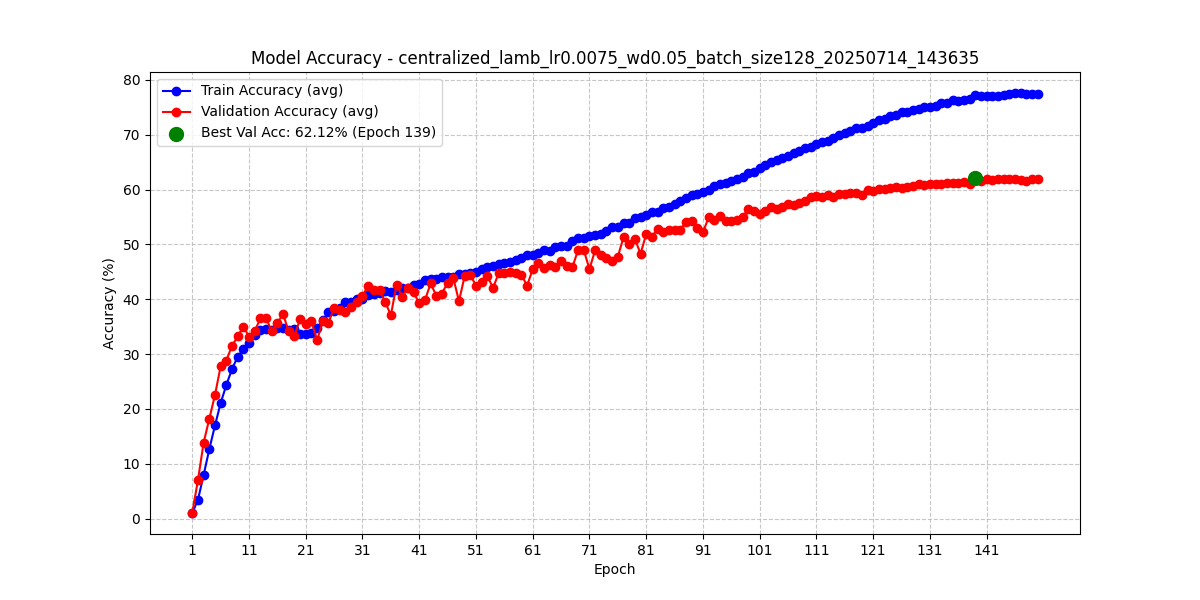 Model Accuracy - centralized_lamb_lr0.0075_wd0.05_batch_size128_20250714_143635
Train Accuracy (avg)
Validation Accuracy (avg)
Best Val Acc: 62.12% (Epoch 139)
Accuracy (%)
80
70
60
50
40
30
20
10
0
1 11 21 31 41 51 61 71 81 91 101 111 121 131 141
Epoch